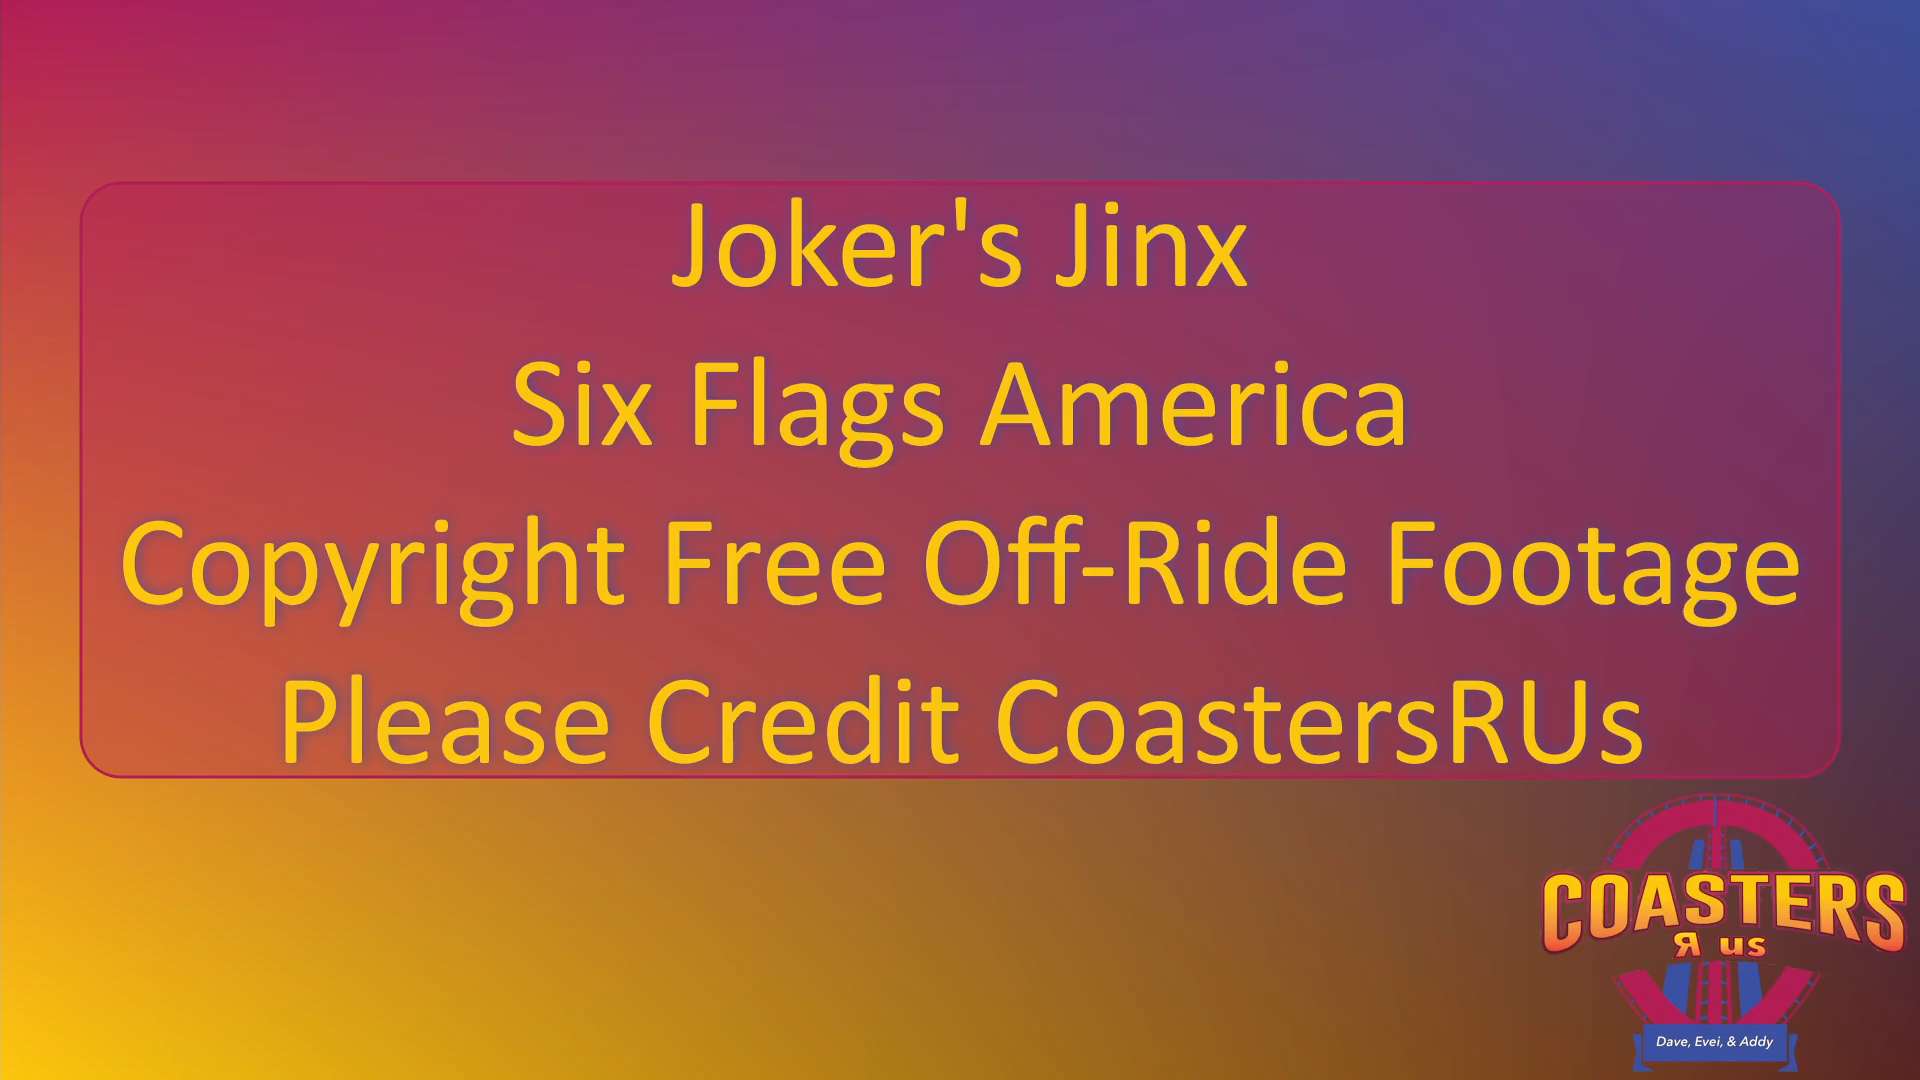 Joker's Jinx
Six Flags America
Copyright Free Off-Ride Footage
Please Credit CoastersRUs
COASTERS
Я us
Dave, Evei, & Addy